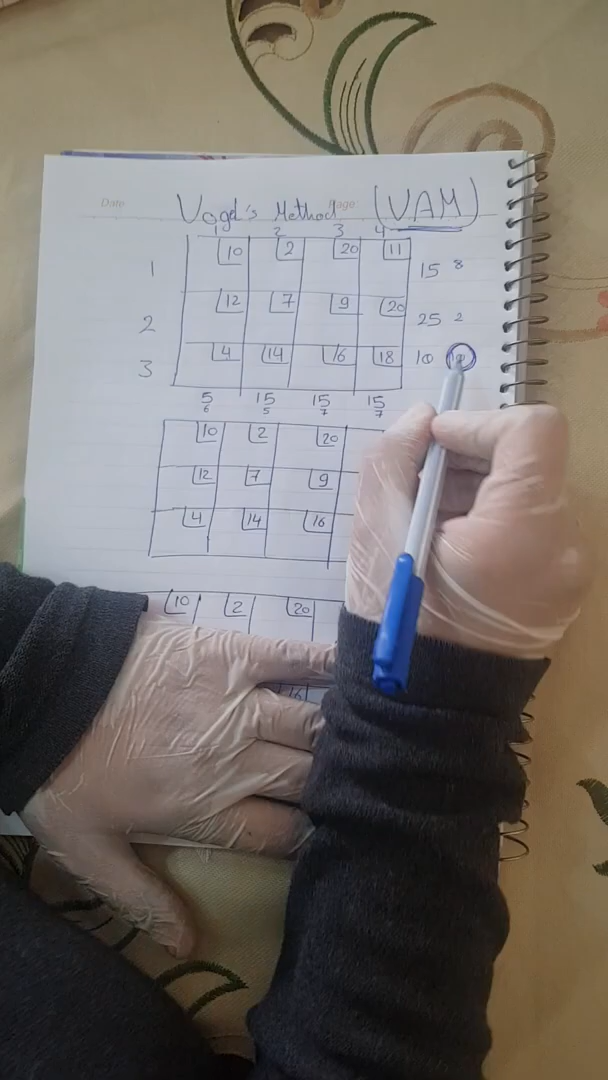 Date Page
Vogel's Method (VAM)
1 2 3 4
1 10 2 20 11 15 8
2 12 7 9 20 25 2
3 4 14 16 18 10 10
5 15 15 15
6 5 7 7
10 2 20
12 7 9
4 14 16
10 2 20
16